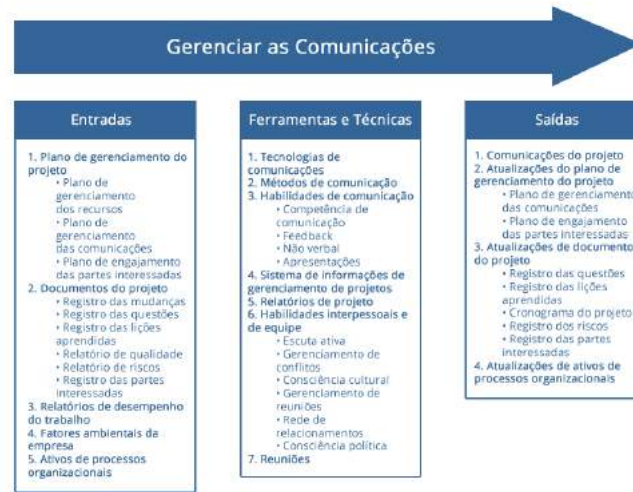 Gerenciar as Comunicações
Entradas
1. Plano de gerenciamento do
projeto
• Plano de
gerenciamento
dos recursos
• Plano de
gerenciamento
das comunicações
• Plano de engajamento
das partes interessadas
2. Documentos do projeto
• Registro das mudanças
• Registro das questões
• Registro das lições
aprendidas
• Relatório de qualidade
• Relatório de riscos
• Registro das partes
interessadas
3. Relatórios de desempenho
do trabalho
4. Fatores ambientais da
empresa
5. Ativos de processos
organizacionais
Ferramentas e Técnicas
1. Tecnologias de
comunicações
2. Métodos de comunicação
3. Habilidades de comunicação
• Competência de
comunicação
• Feedback
• Não verbal
• Apresentações
4. Sistema de informações de
gerenciamento de projetos
5. Relatórios de projeto
6. Habilidades interpessoais e
de equipe
• Escuta ativa
• Gerenciamento de
conflitos
• Consciência cultural
• Gerenciamento de
reuniões
• Rede de
relacionamentos
• Consciência política
7. Reuniões
Saídas
1. Comunicações do projeto
2. Atualizações do plano de
gerenciamento do projeto
• Plano de gerenciamento
das comunicações
• Plano de engajamento
das partes interessadas
3. Atualizações de documento
do projeto
• Registro das questões
• Registro das lições
aprendidas
• Cronograma do projeto
• Registro dos riscos
• Registro das partes
interessadas
4. Atualizações de ativos de
processos organizacionais